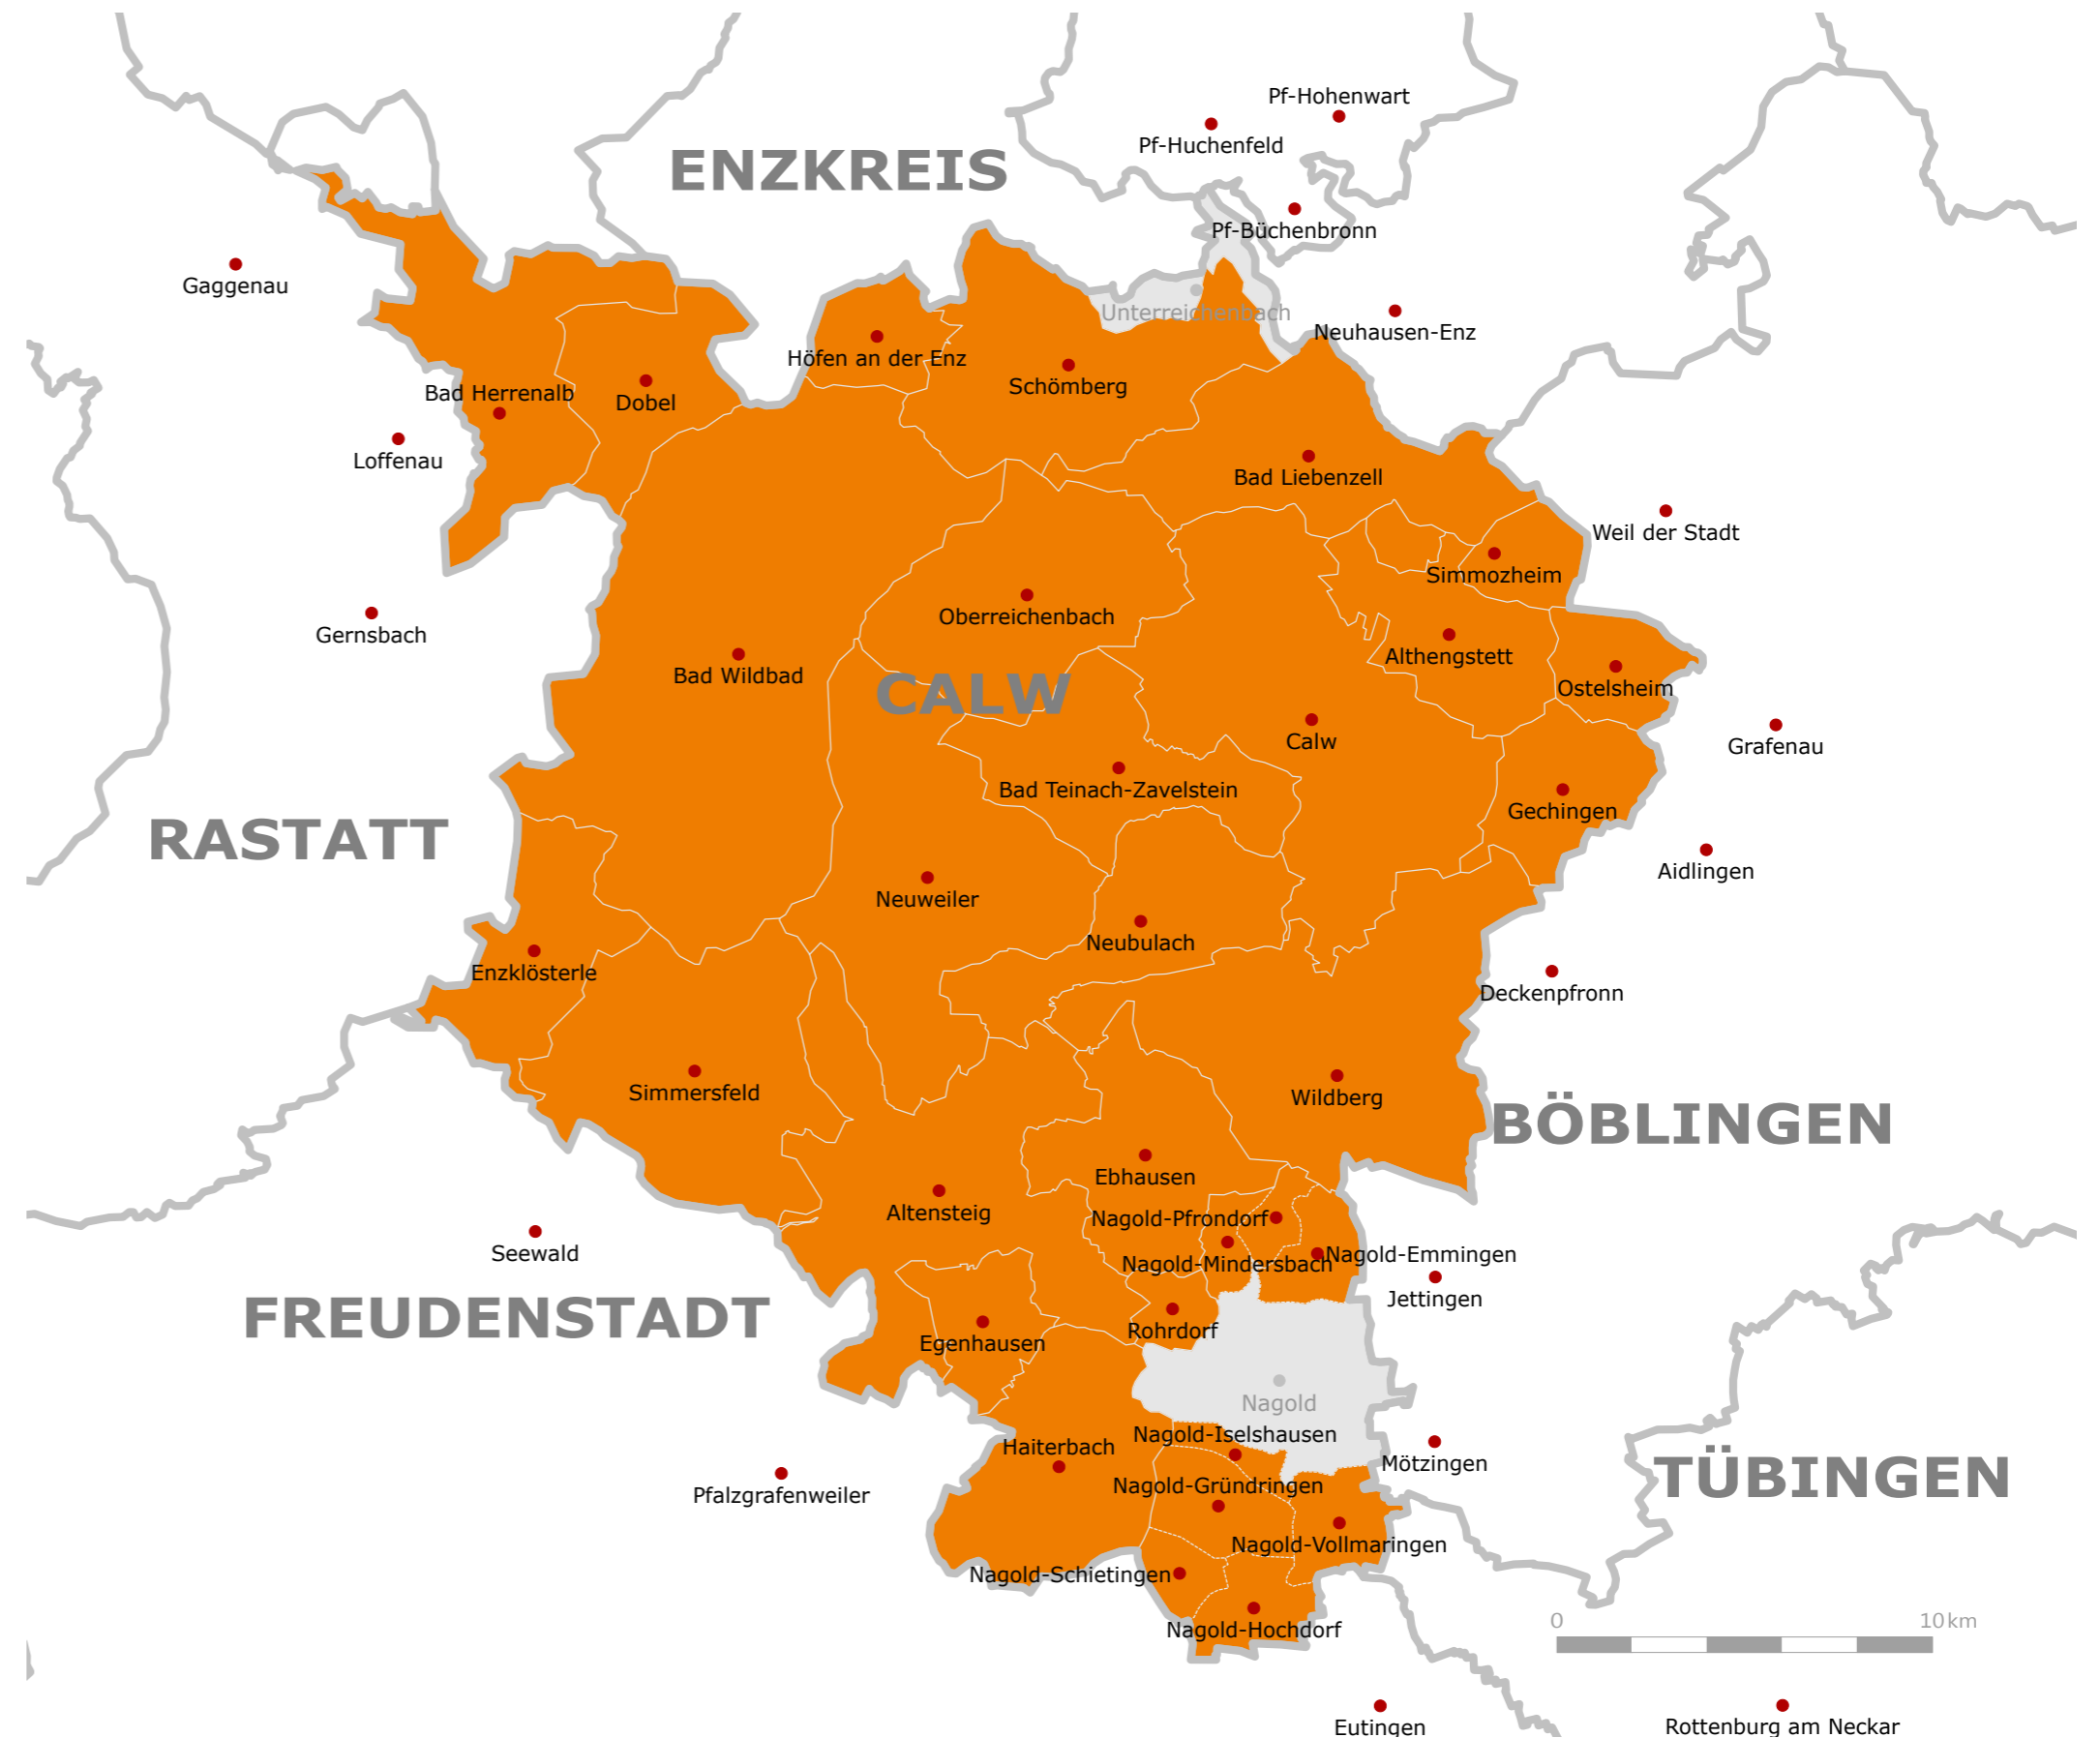 Pf-Hohenwart
Pf-Huchenfeld
ENZKREIS
Pf-Büchenbronn
Gaggenau
Unterreichenbach
Neuhausen-Enz
Höfen an der Enz
Schömberg
Bad Herrenalb
Dobel
Loffenau
Bad Liebenzell
Weil der Stadt
Simmozheim
Oberreichenbach
Gernsbach
Althengstett
Bad Wildbad
Ostelsheim
CALW
Calw
Grafenau
Bad Teinach-Zavelstein
Gechingen
RASTATT
Aidlingen
Neuweiler
Neubulach
Enzklösterle
Deckenpfronn
Simmersfeld
Wildberg
BÖBLINGEN
Ebhausen
Altensteig
Nagold-Pfrondorf
Seewald
Nagold-Emmingen
Nagold-Mindersbach
Jettingen
FREUDENSTADT
Rohrdorf
Egenhausen
Nagold
Nagold-Iselshausen
Haiterbach
Mötzingen
TÜBINGEN
Nagold-Gründringen
Pfalzgrafenweiler
Nagold-Vollmaringen
Nagold-Schietingen
0 10 km
Nagold-Hochdorf
Eutingen
Rottenburg am Neckar